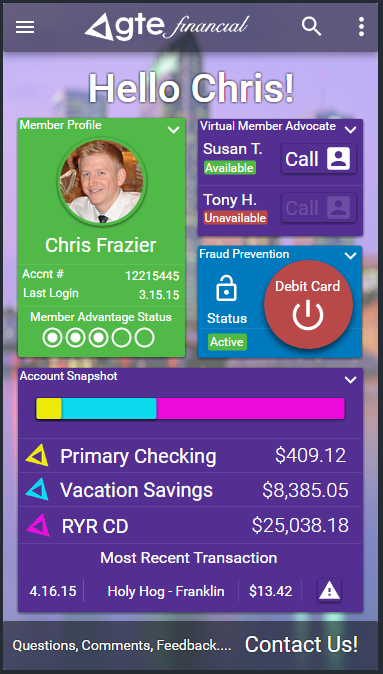 gte financial
Hello Chris!
Member Profile
Chris Frazier
Accnt # 12215445
Last Login 3.15.15
Member Advantage Status
Virtual Member Advocate
Susan T. Call
Available
Tony H. Call
Unavailable
Fraud Prevention
Debit Card
Status
Active
Account Snapshot
Primary Checking $409.12
Vacation Savings $8,385.05
RYR CD $25,038.18
Most Recent Transaction
4.16.15 Holy Hog - Franklin $13.42
Questions, Comments, Feedback.... Contact Us!